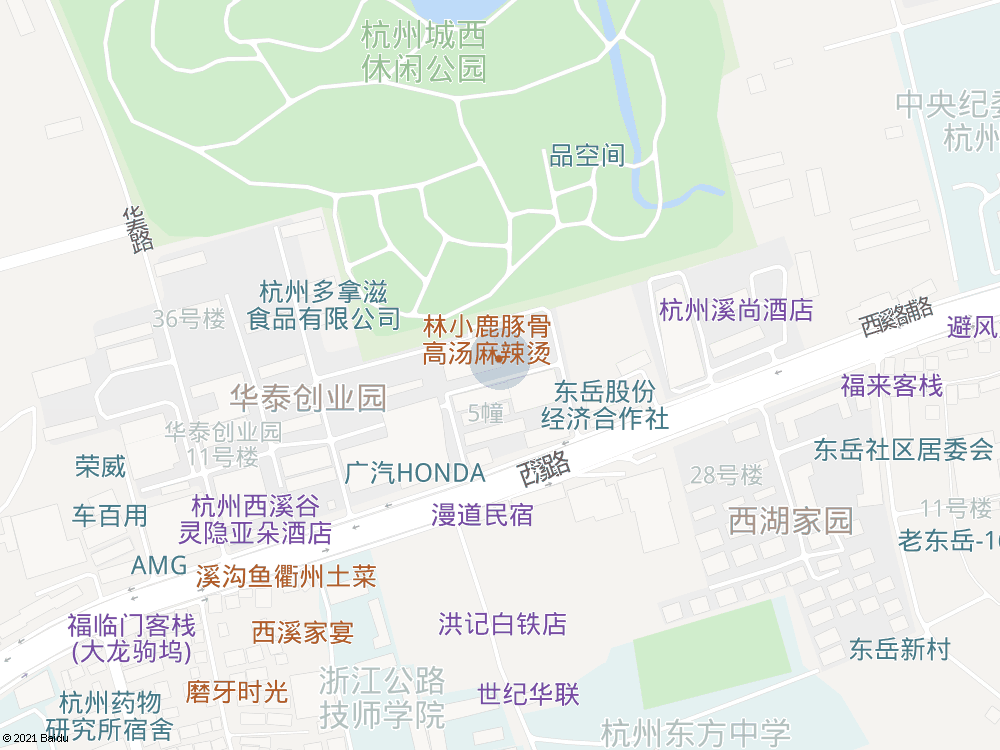 杭州城西
休闲公园
中央纪委
杭州
品空间
华泰路
杭州多拿滋
食品有限公司
36号楼
林小鹿豚骨
高汤麻辣烫
杭州溪尚酒店
西溪路辅路
避风
福来客栈
华泰创业园
5幢
东岳股份
经济合作社
华泰创业园
11号楼
荣威
广汽HONDA
西溪路
东岳社区居委会
28号楼
杭州西溪谷
灵隐亚朵酒店
车百用
漫道民宿
西湖家园
11号楼
老东岳-16
AMG
溪沟鱼衢州土菜
福临门客栈
(大龙驹坞)
西溪家宴
洪记白铁店
东岳新村
浙江公路
技师学院
磨牙时光
世纪华联
杭州药物
研究所宿舍
杭州东方中学
© 2021 Baidu